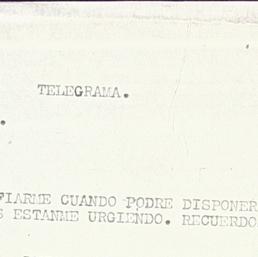 TELEGRAMA.
.
FIARME CUANDO PODRE DISPONER
S ESTANME URGIENDO. RECUERDO